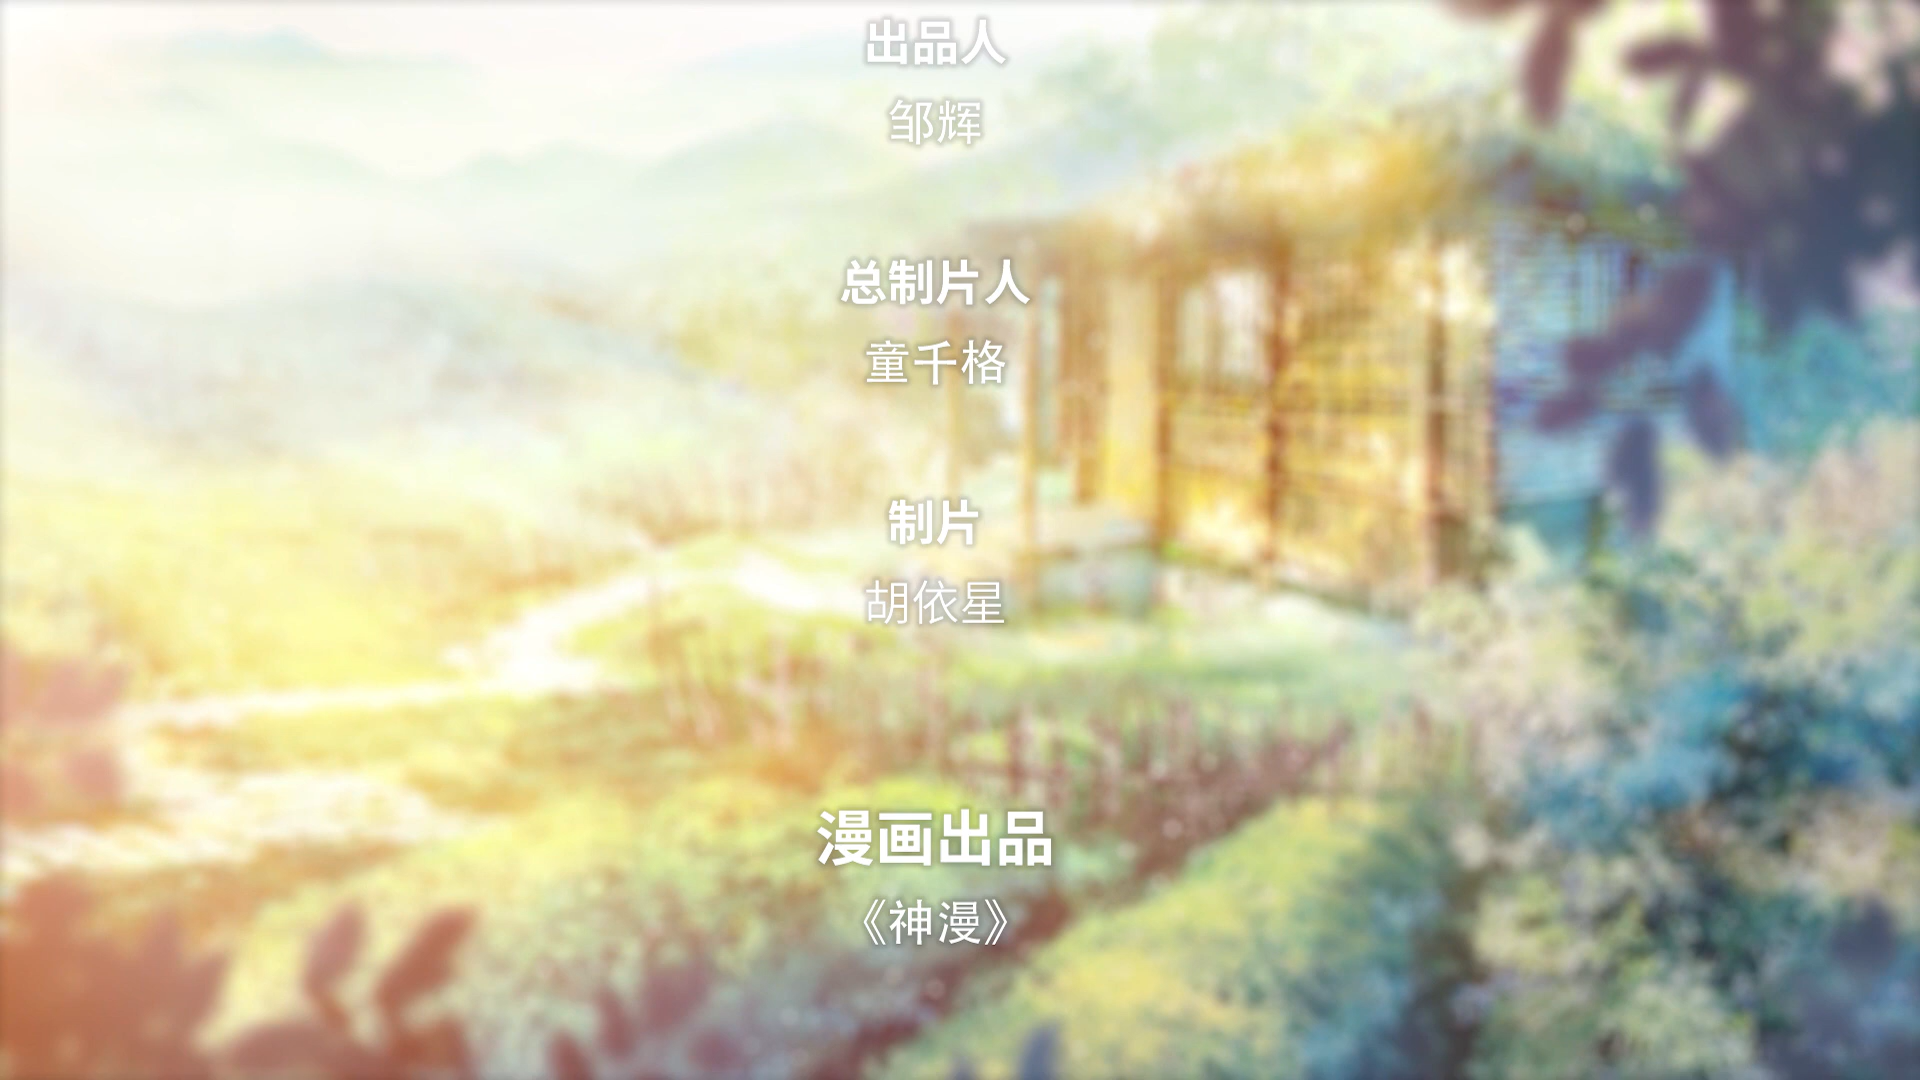 出品人
邹辉
总制片人
童千格
制片
胡依星
漫画出品
《神漫》